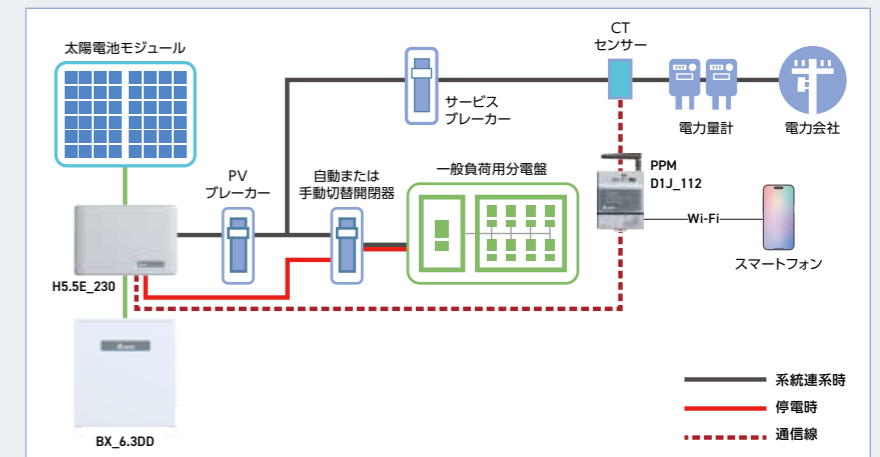 太陽電池モジュール
CT
センサー
サービス
ブレーカー
電力量計
電力会社
PV
ブレーカー
自動または
手動切替開閉器
一般負荷用分電盤
PPM
D1J_112
Wi-Fi
スマートフォン
H5.5E_230
BX_6.3DD
系統連系時
停電時
通信線